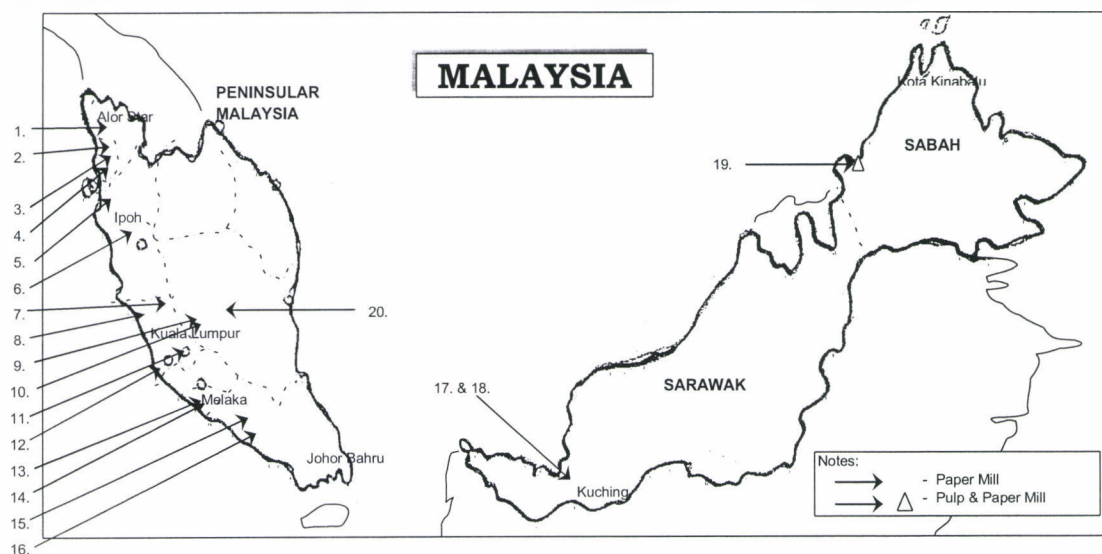 MALAYSIA
PENINSULAR
MALAYSIA
Alor Star
1.
2.
3.
4.
5.
Ipoh
6.
7.
8.
Kuala Lumpur
9.
10.
11.
12.
Melaka
13.
14.
15.
16.
Johor Bahru
20.
Kota Kinabalu
SABAH
19.
SARAWAK
17. & 18.
Kuching
Notes:
- Paper Mill
- Pulp & Paper Mill